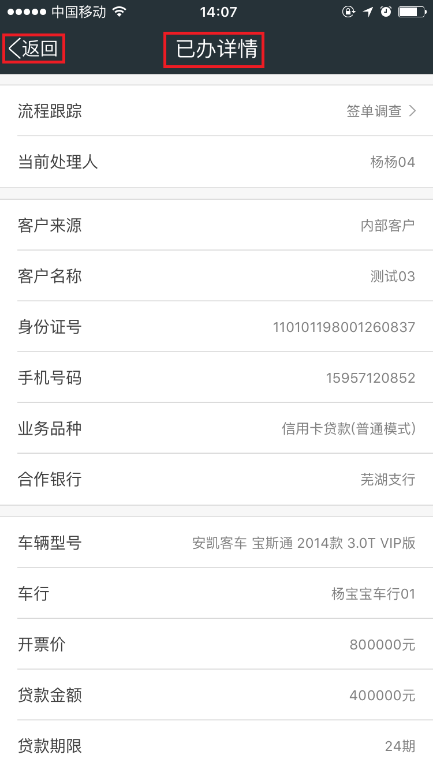 中国移动 14:07
返回 已办详情
流程跟踪 签单调查
当前处理人 杨杨04
客户来源 内部客户
客户名称 测试03
身份证号 110101198001260837
手机号码 15957120852
业务品种 信用卡贷款(普通模式)
合作银行 芜湖支行
车辆型号 安凯客车 宝斯通 2014款 3.0T VIP版
车行 杨宝宝车行01
开票价 800000元
贷款金额 400000元
贷款期限 24期